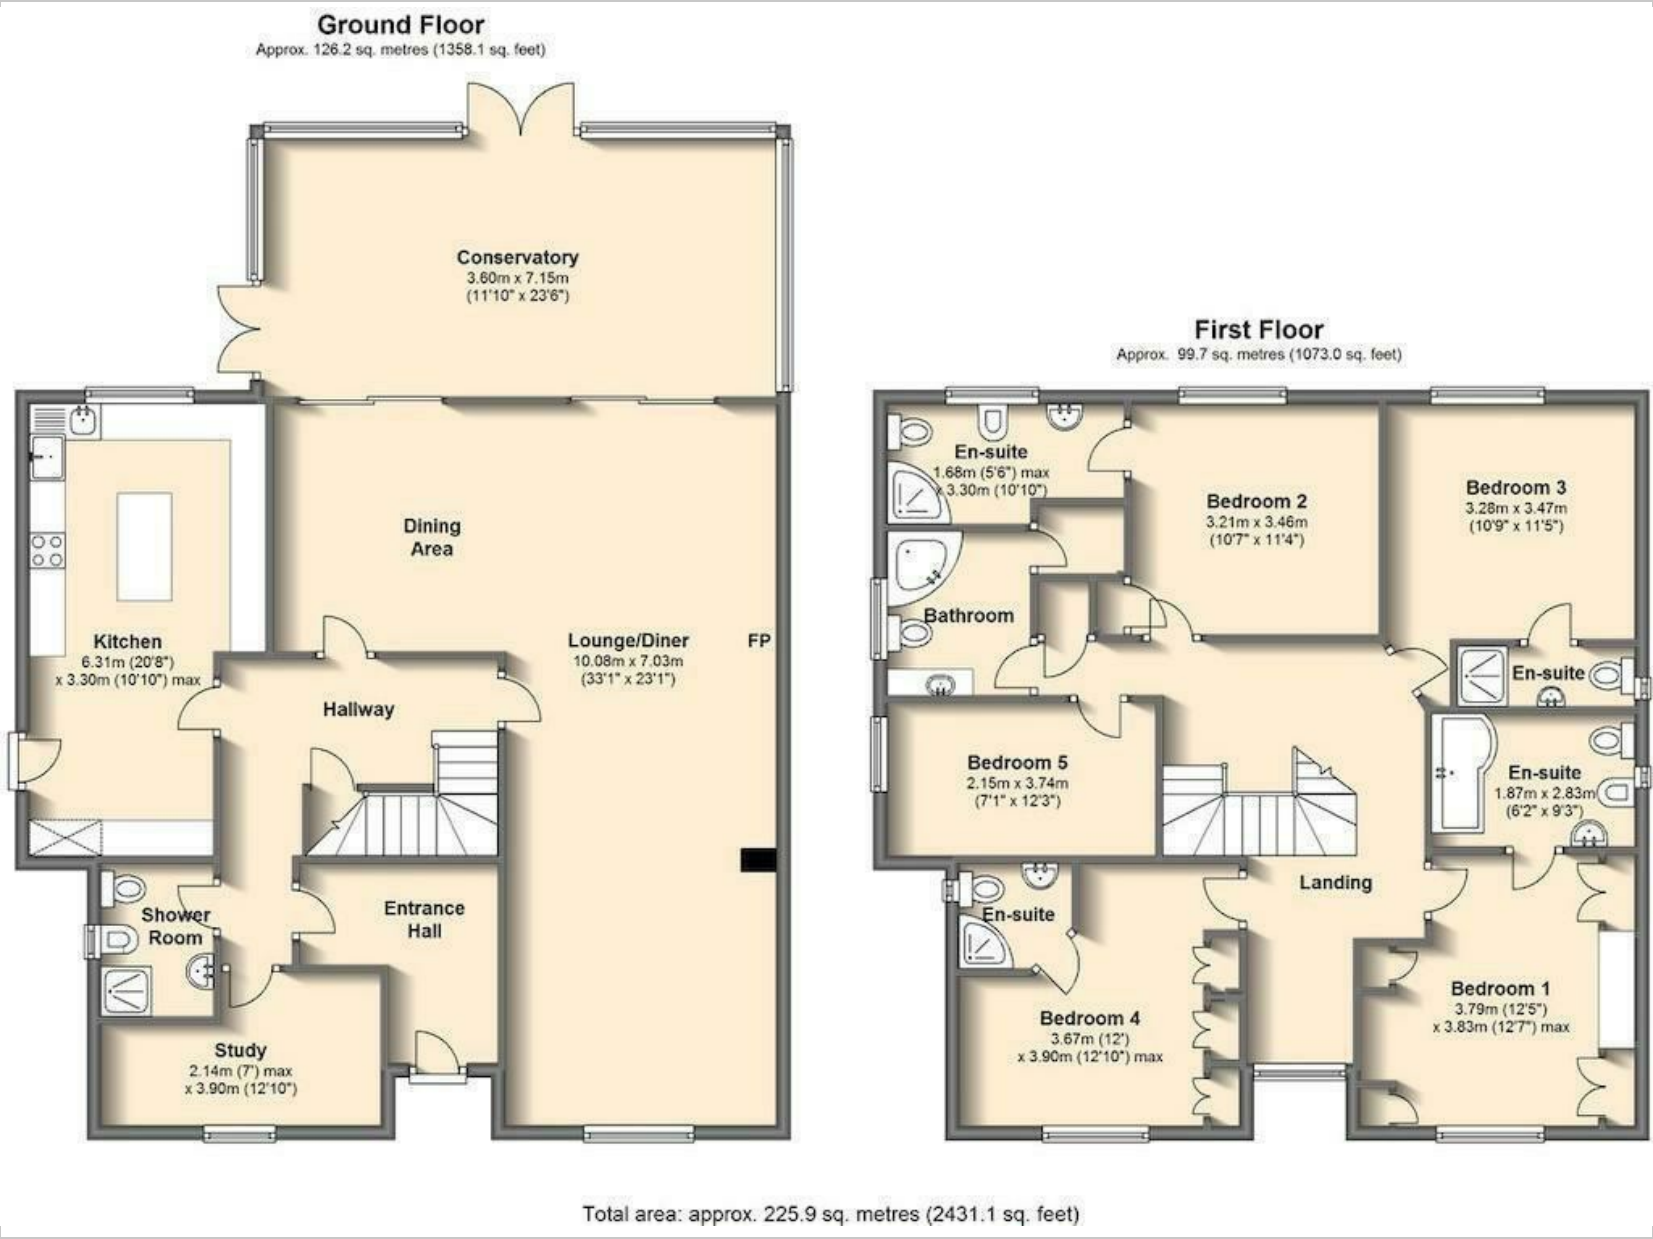 Ground Floor
Approx. 126.2 sq. metres (1358.1 sq. feet)
Conservatory
3.60m x 7.15m
(11'10" x 23'6")
Dining
Area
Kitchen
6.31m (20'8")
x 3.30m (10'10") max
Lounge/Diner
10.08m x 7.03m
(33'1" x 23'1")
FP
Hallway
Shower
Room
Entrance
Hall
Study
2.14m (7') max
x 3.90m (12'10")
First Floor
Approx. 99.7 sq. metres (1073.0 sq. feet)
En-suite
1.68m (5'6") max
x 3.30m (10'10")
Bedroom 2
3.21m x 3.46m
(10'7" x 11'4")
Bedroom 3
3.28m x 3.47m
(10'9" x 11'5")
Bathroom
En-suite
Bedroom 5
2.15m x 3.74m
(7'1" x 12'3")
En-suite
1.87m x 2.83m
(6'2" x 9'3")
Landing
En-suite
Bedroom 4
3.67m (12')
x 3.90m (12'10") max
Bedroom 1
3.79m (12'5")
x 3.83m (12'7") max
Total area: approx. 225.9 sq. metres (2431.1 sq. feet)